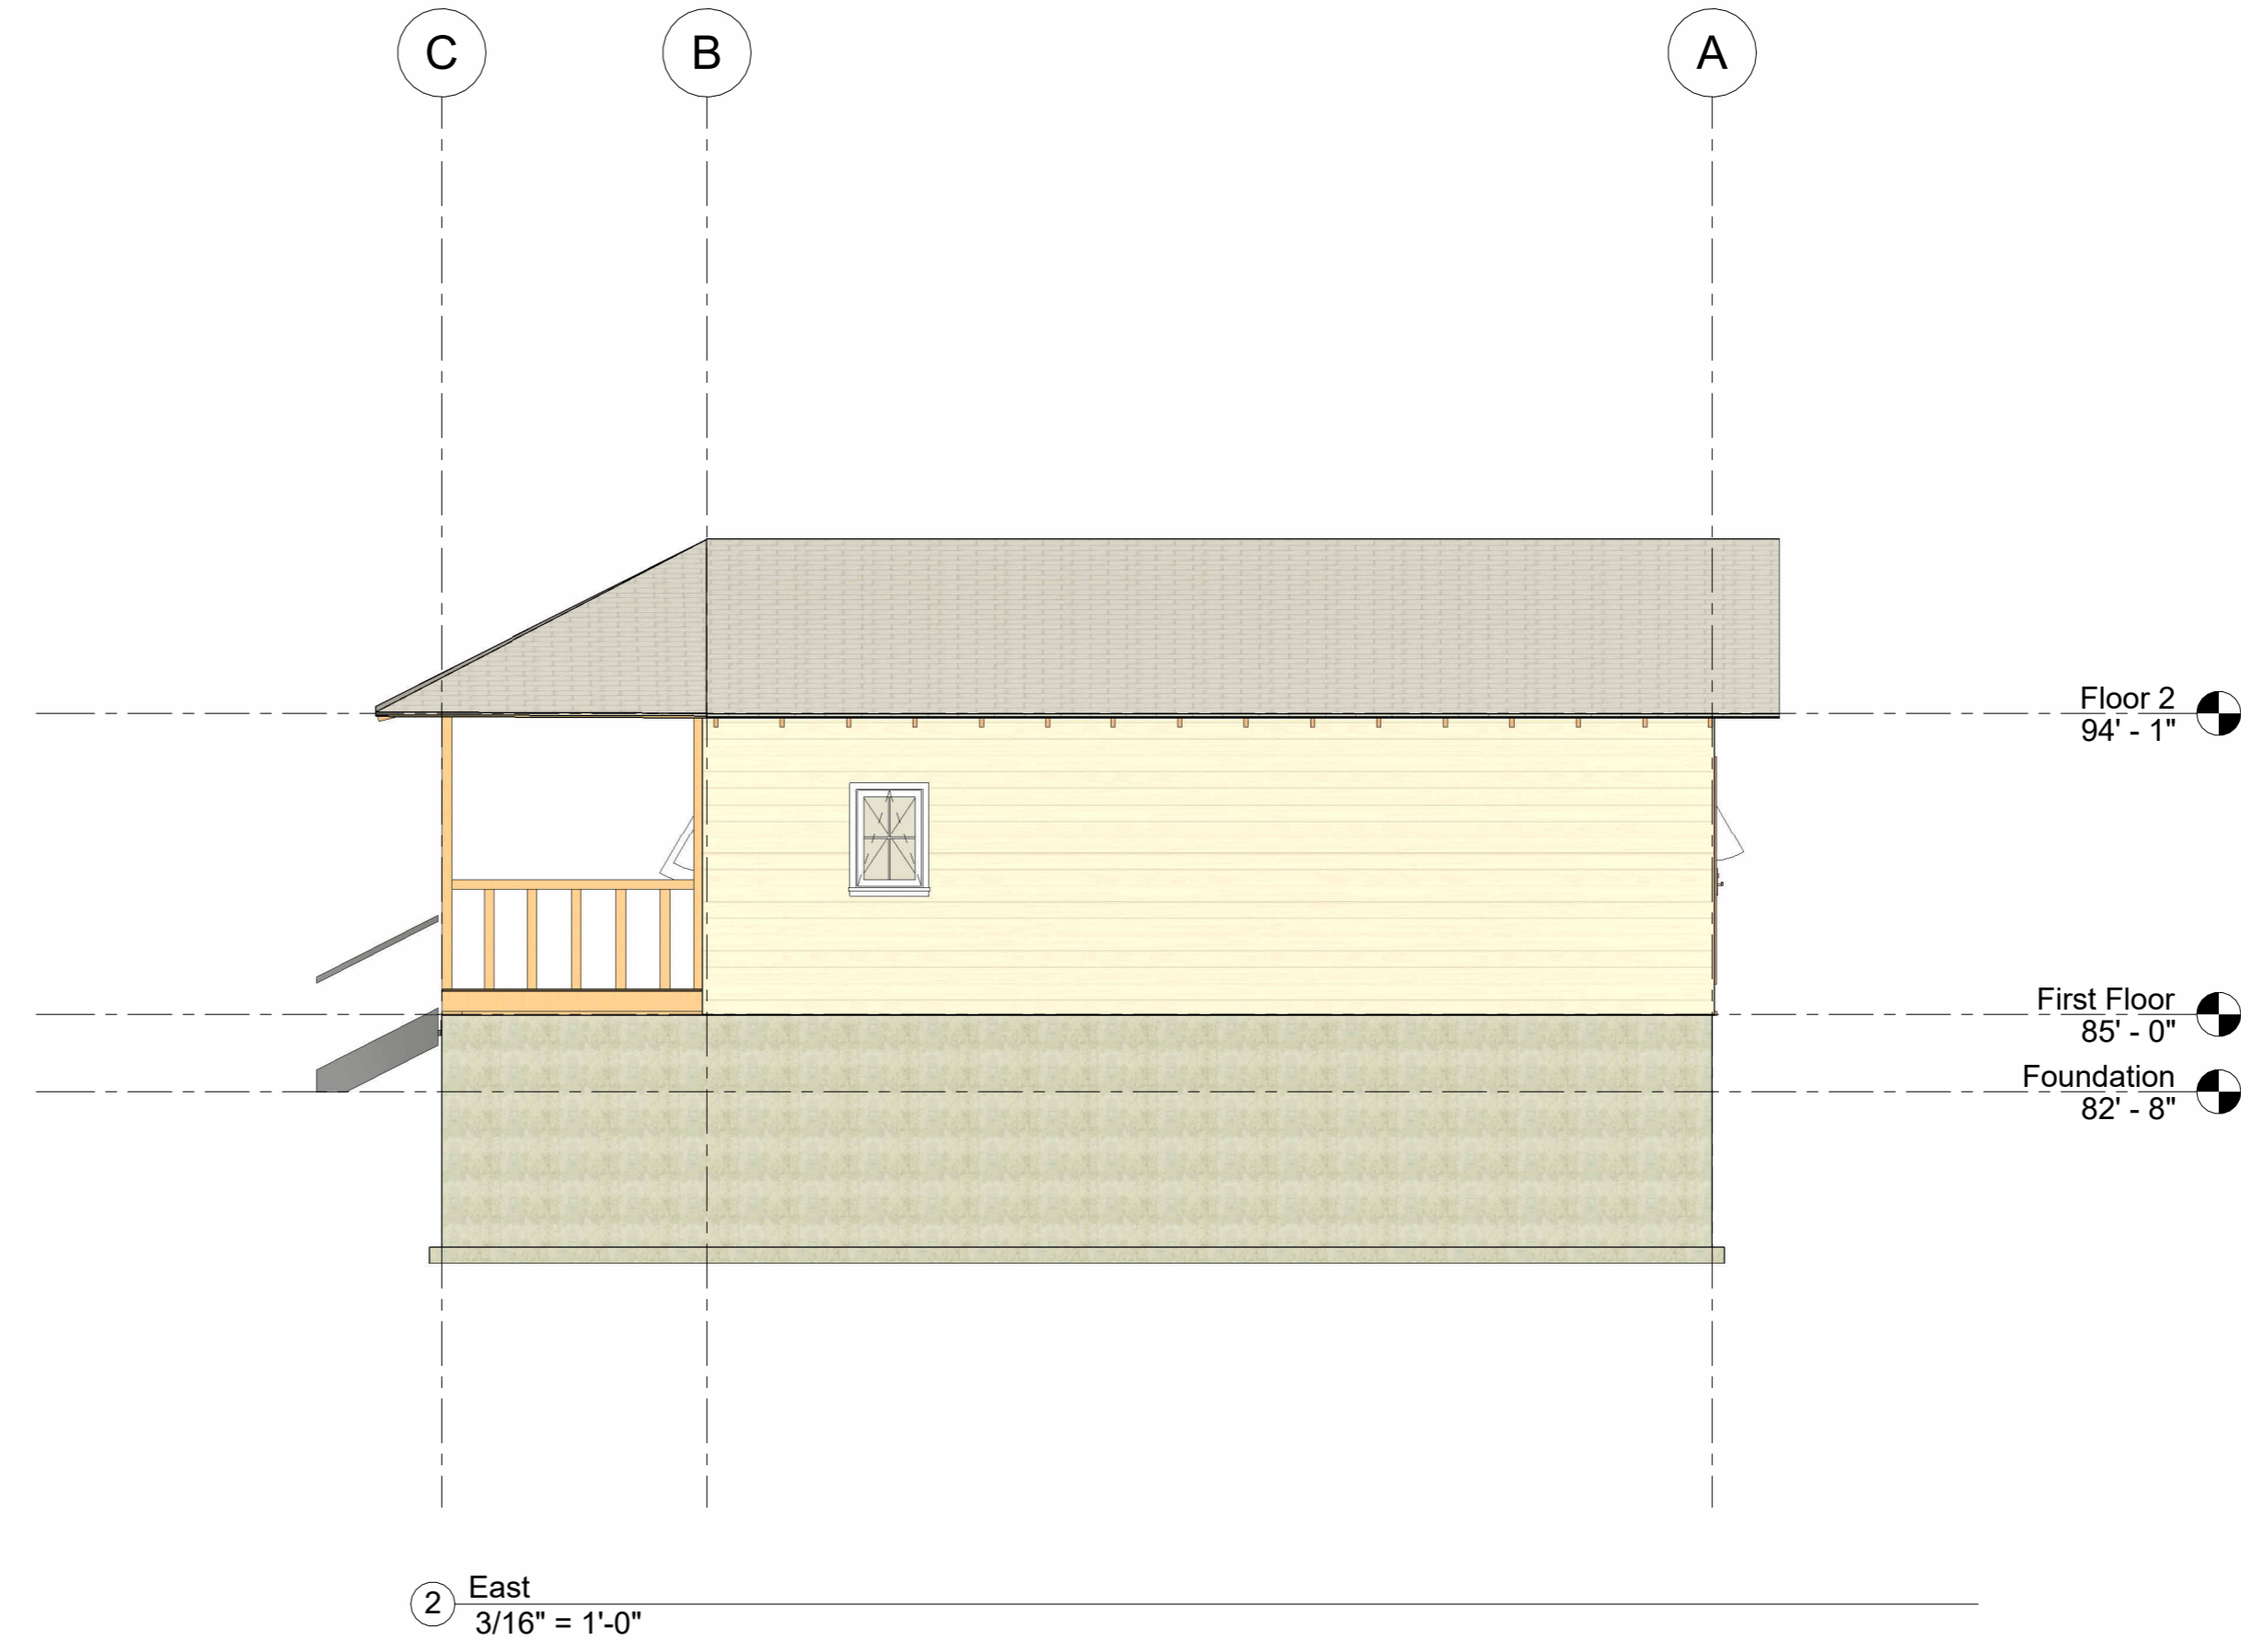 C
B
A
Floor 2
94' - 1"
First Floor
85' - 0"
Foundation
82' - 8"
2
East
3/16" = 1'-0"